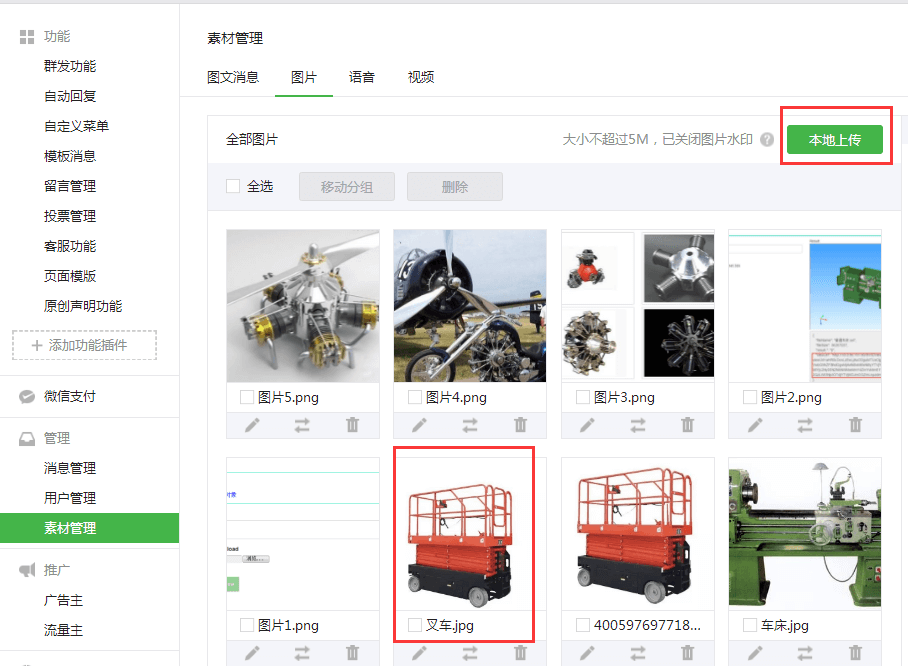 功能
群发功能
自动回复
自定义菜单
模板消息
留言管理
投票管理
客服功能
页面模版
原创声明功能
+ 添加功能插件
微信支付
管理
消息管理
用户管理
素材管理
推广
广告主
流量主
素材管理
图文消息 图片 语音 视频
全部图片 大小不超过5M，已关闭图片水印 ? 本地上传
全选 移动分组 删除
图片5.png 图片4.png 图片3.png 图片2.png
图片1.png 叉车.jpg 400597697718... 车床.jpg